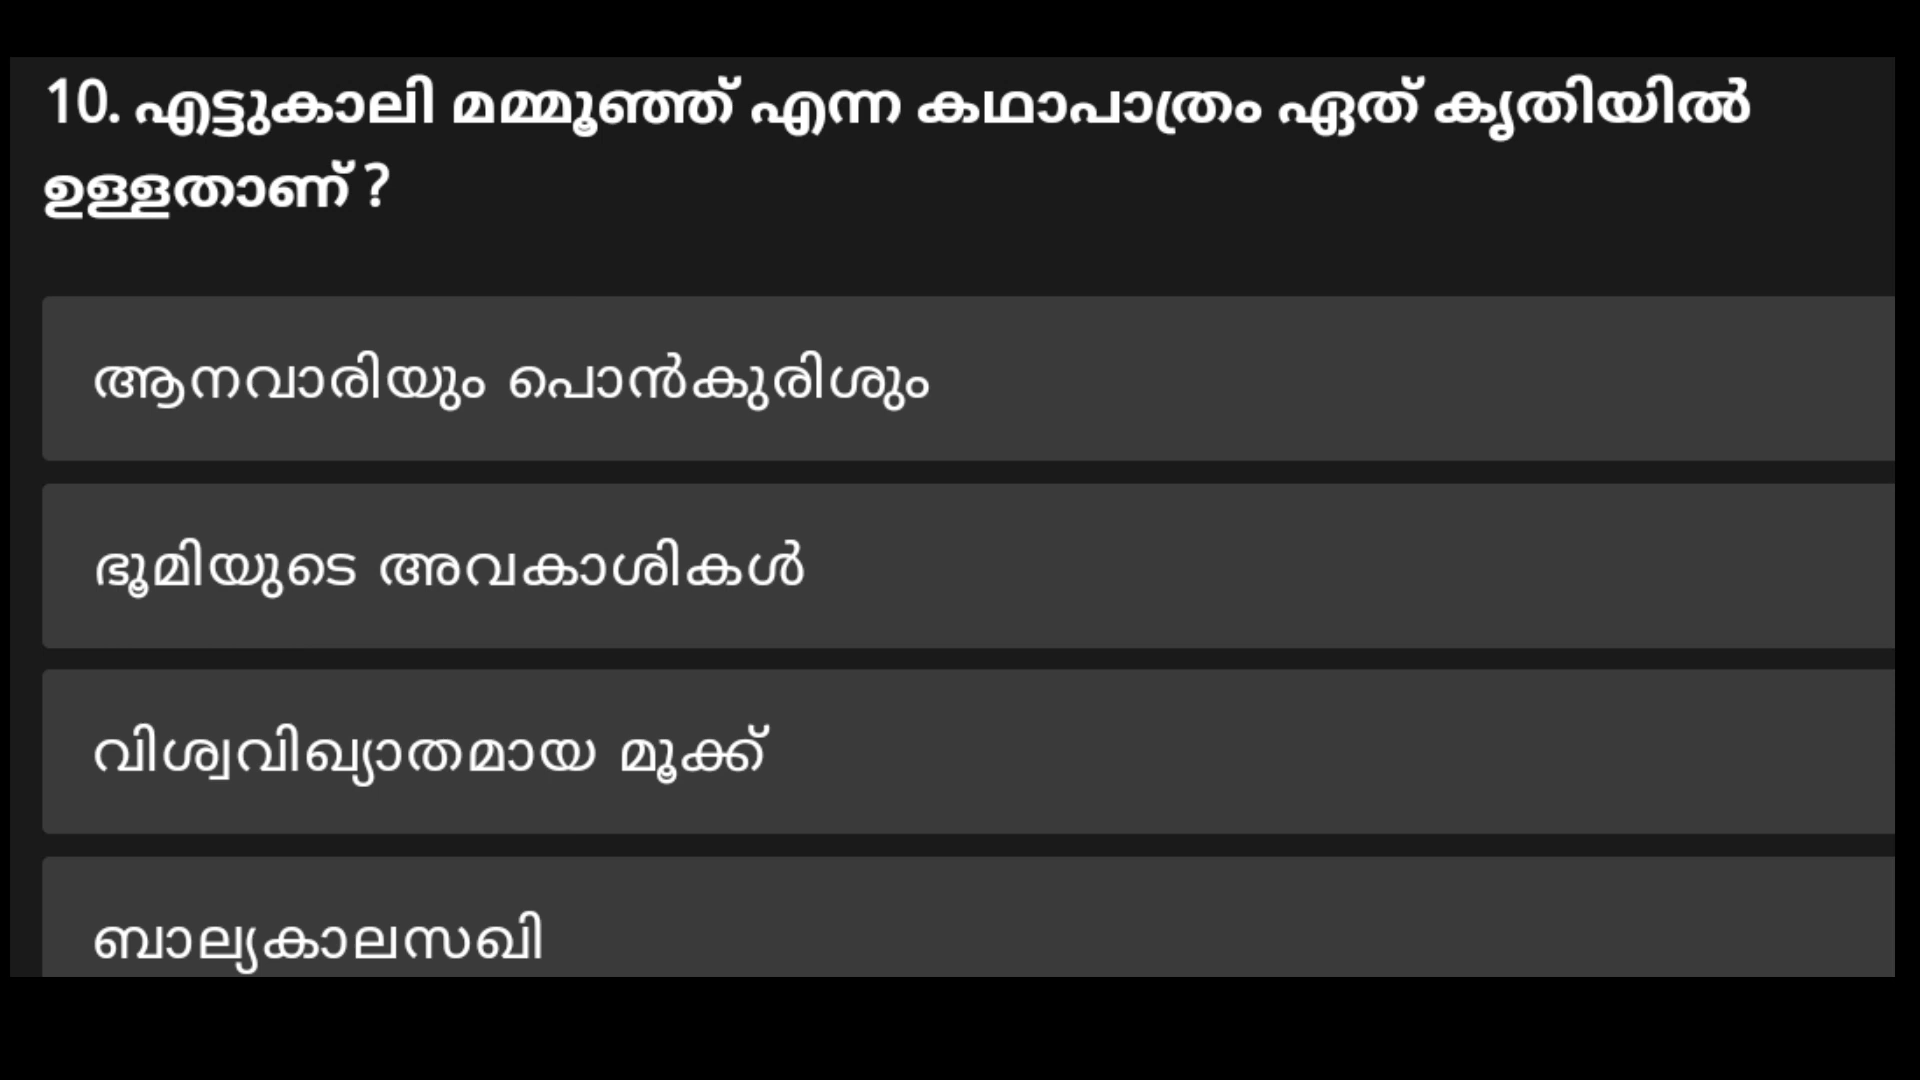 10. എട്ടുകാലി മമ്മൂഞ്ഞ് എന്ന കഥാപാത്രം ഏത് കൃതിയിൽ
ഉള്ളതാണ് ?
ആനവാരിയും പൊൻകുരിശും
ഭൂമിയുടെ അവകാശികൾ
വിശ്വവിഖ്യാതമായ മൂക്ക്
ബാല്യകാലസഖി